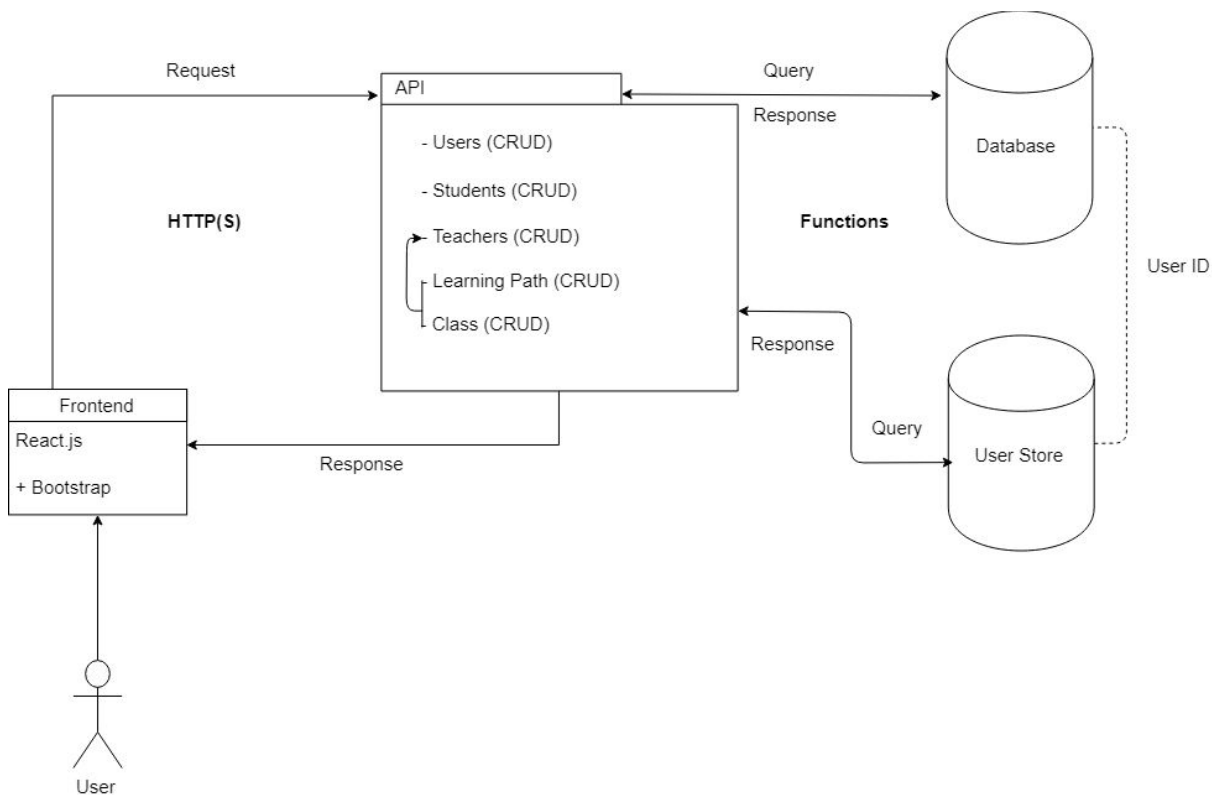 Request
API
Query
Response
- Users (CRUD)
- Students (CRUD)
- Teachers (CRUD)
- Learning Path (CRUD)
- Class (CRUD)
HTTP(S)
Functions
Database
User ID
Response
Query
User Store
Frontend
React.js
+ Bootstrap
Response
User